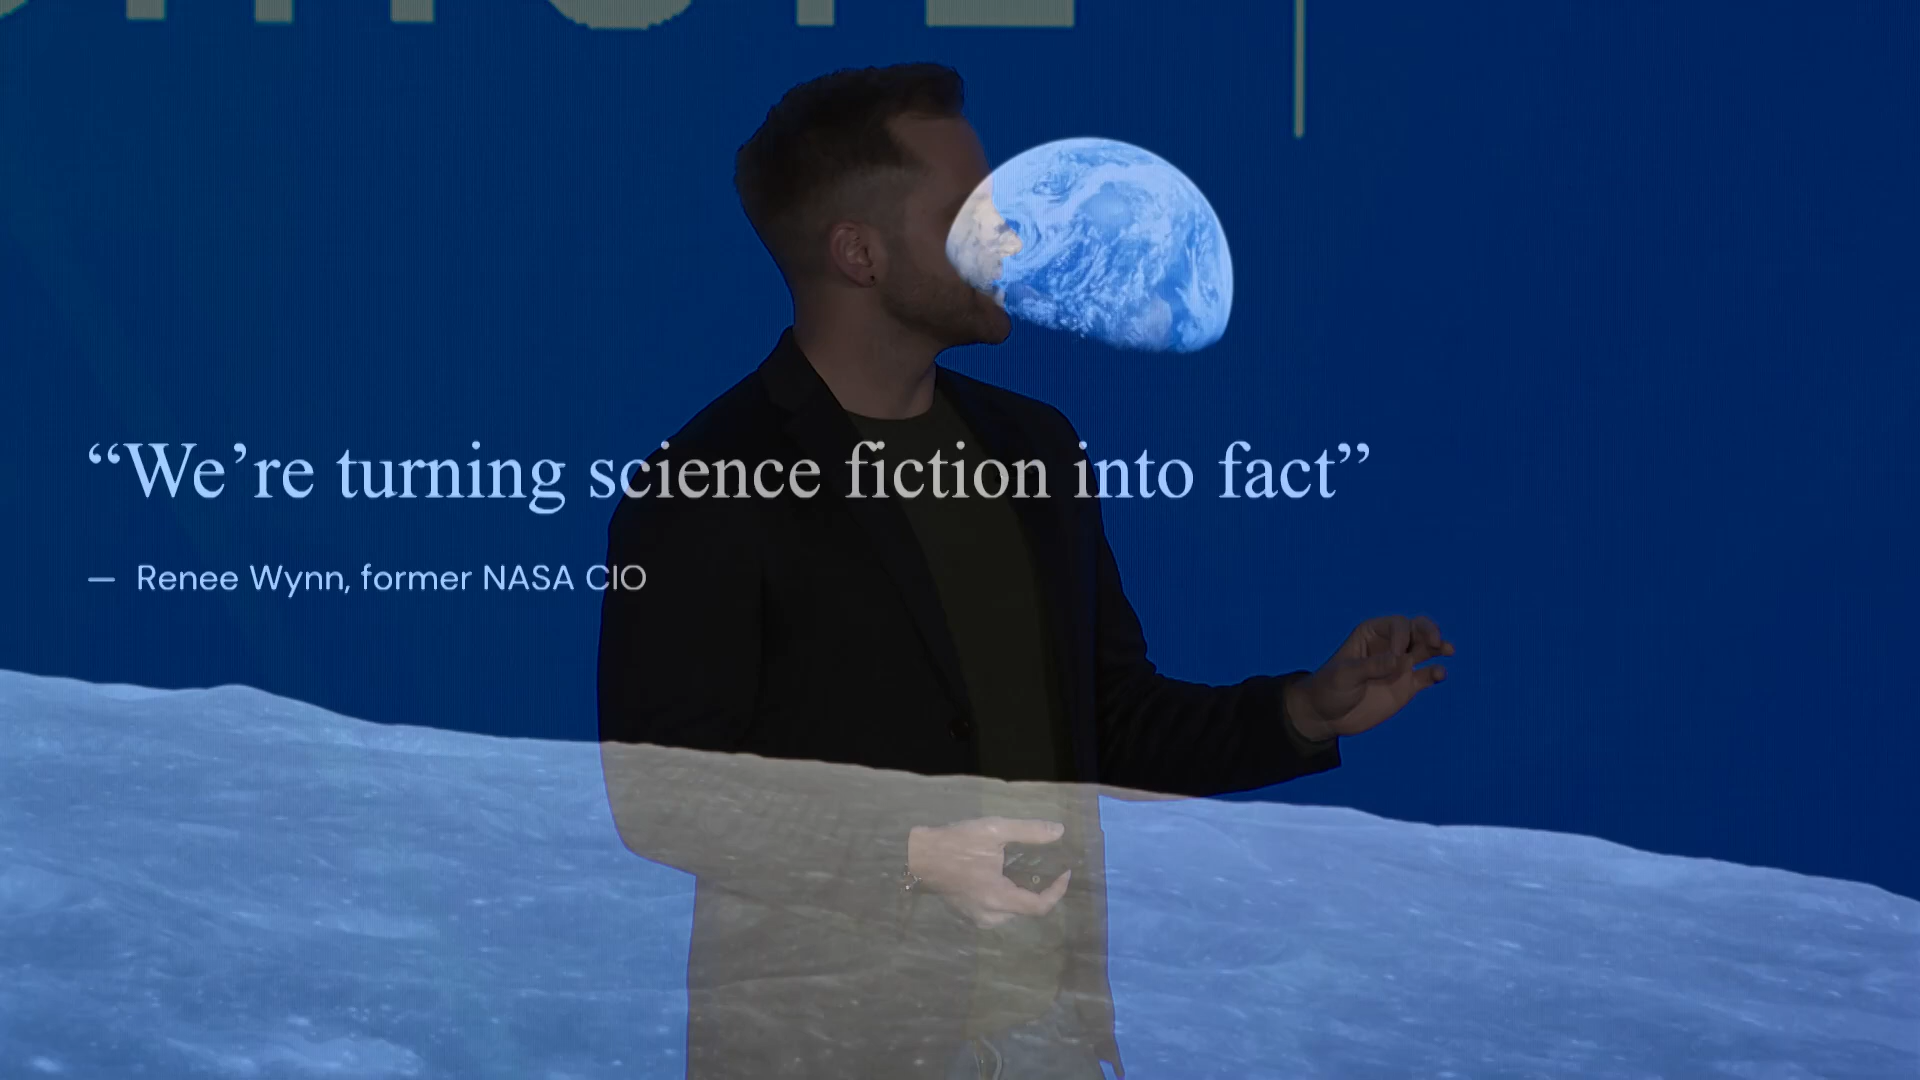 “We’re turning science fiction into fact”
— Renee Wynn, former NASA CIO